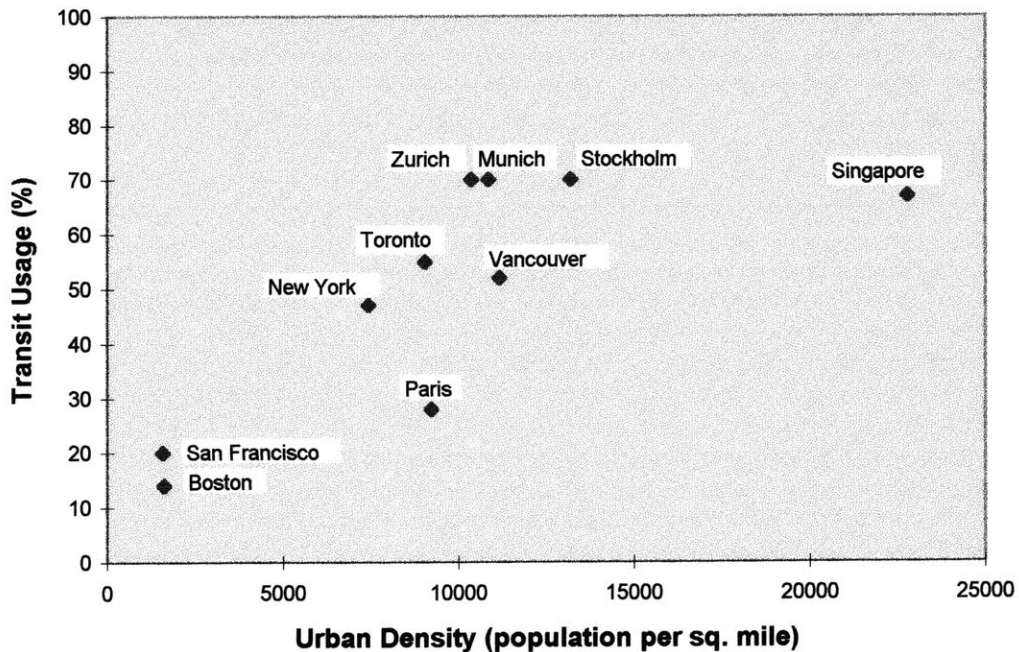 100
90
80
70
60
50
40
30
20
10
0
Transit Usage (%)
Zurich Munich Stockholm
Singapore
Toronto
Vancouver
New York
Paris
San Francisco
Boston
0 5000 10000 15000 20000 25000
Urban Density (population per sq. mile)